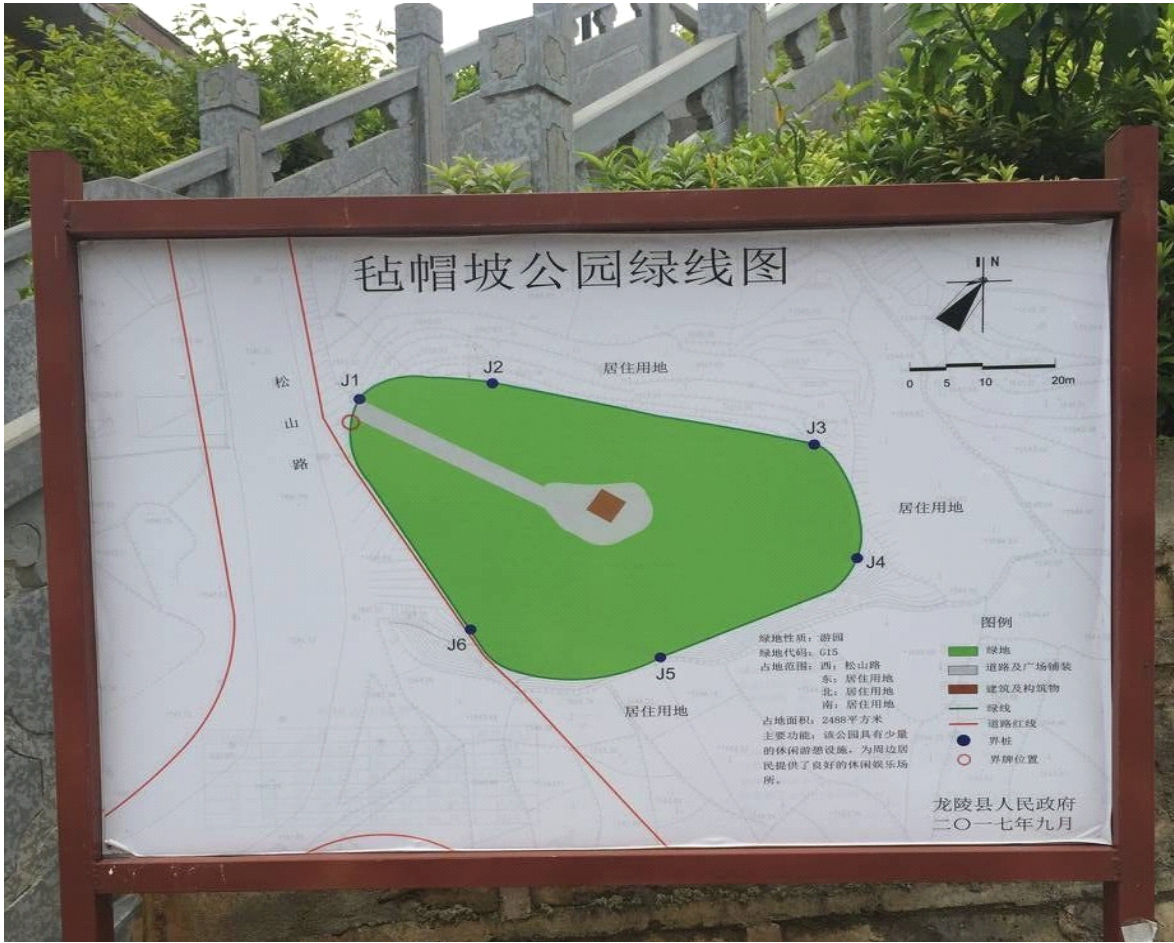 毡帽坡公园绿线图
N
0 5 10 20m
松山路
J1
J2
居住用地
J3
居住用地
J4
J5
J6
居住用地
绿地性质：游园
绿地代码：G15
占地范围：西：松山路
东：居住用地
北：居住用地
南：居住用地
占地面积：2488平方米
主要功能：该公园具有少量
的休闲游憩设施，为周边居
民提供了良好的休闲娱乐场
所。
图例
绿地
道路及广场铺装
建筑及构筑物
绿线
道路红线
界桩
界牌位置
龙陵县人民政府
二〇一七年九月